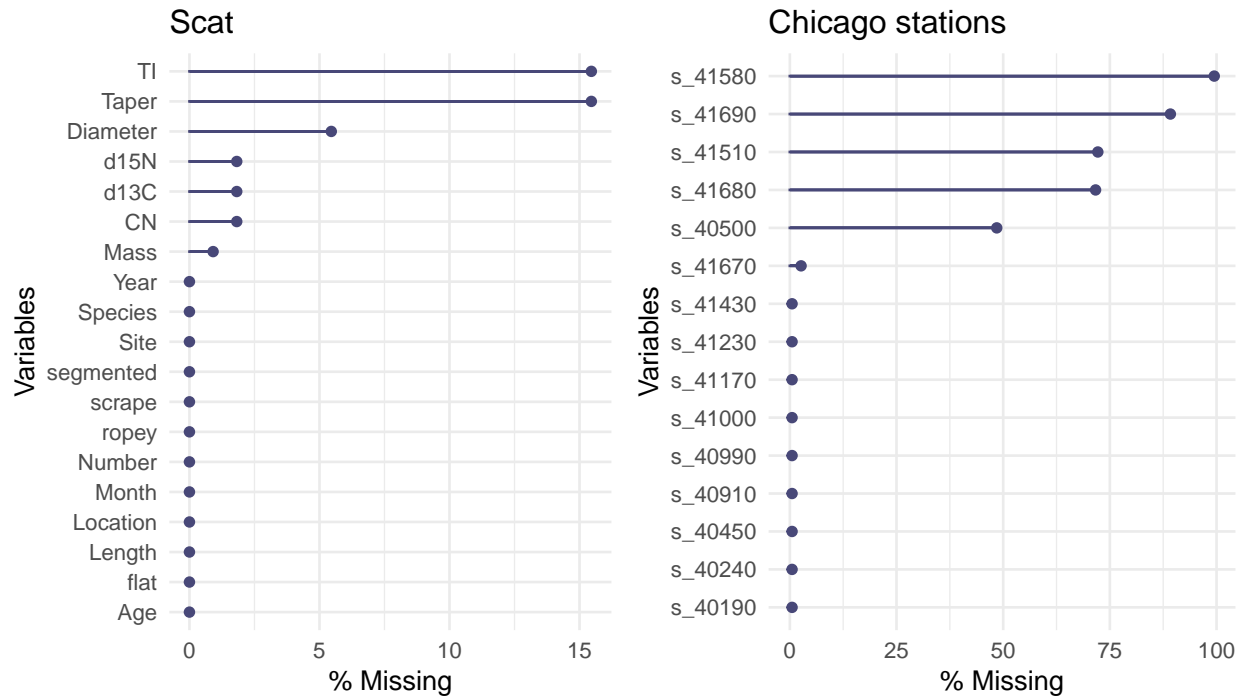 Scat
TI
Taper
Diameter
d15N
d13C
CN
Mass
Year
Species
Site
segmented
scrape
ropey
Number
Month
Location
Length
flat
Age
Variables
0 5 10 15
% Missing
Chicago stations
s_41580
s_41690
s_41510
s_41680
s_40500
s_41670
s_41430
s_41230
s_41170
s_41000
s_40990
s_40910
s_40450
s_40240
s_40190
Variables
0 25 50 75 100
% Missing